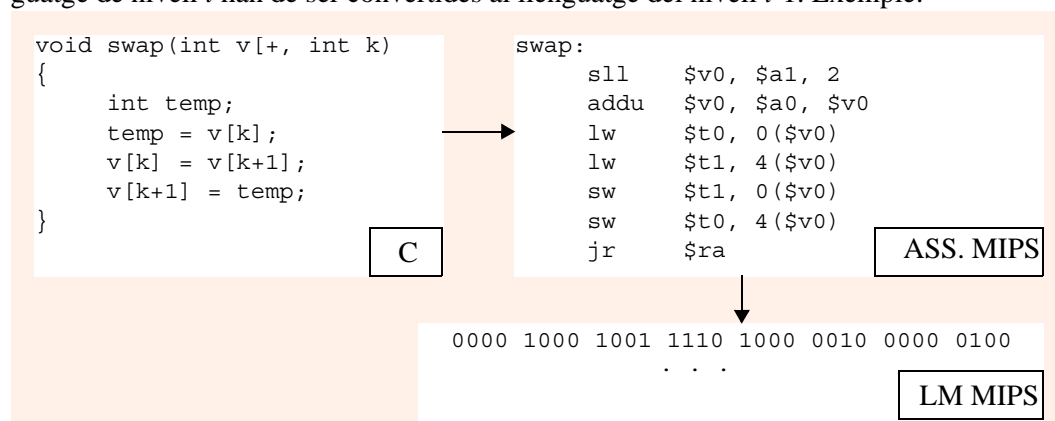 guatge de nivell i han de ser convertides al llenguatge del nivell i-1. Exemple:
void swap(int v[+, int k)
{
int temp;
temp = v[k];
v[k] = v[k+1];
v[k+1] = temp;
}
C
swap:
sll $v0, $a1, 2
addu $v0, $a0, $v0
lw $t0, 0($v0)
lw $t1, 4($v0)
sw $t1, 0($v0)
sw $t0, 4($v0)
jr $ra
ASS. MIPS
0000 1000 1001 1110 1000 0010 0000 0100
. . .
LM MIPS